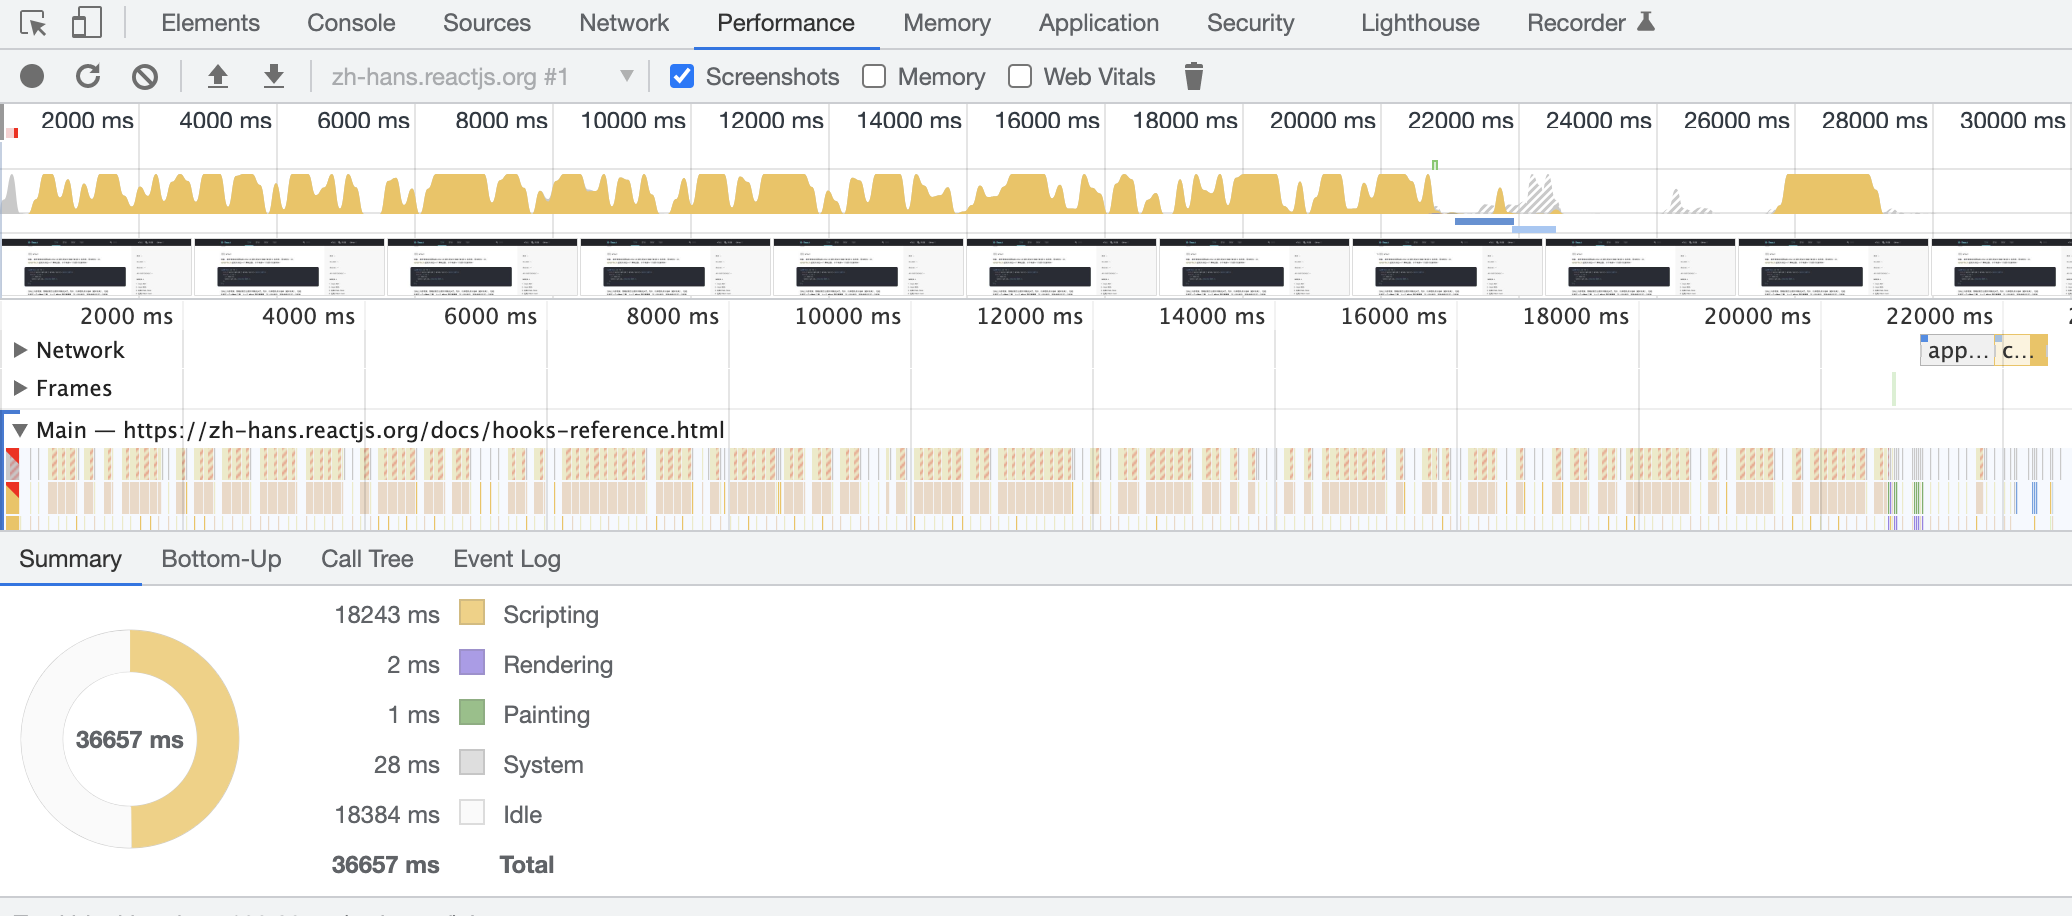 Elements Console Sources Network Performance Memory Application Security Lighthouse Recorder
zh-hans.reactjs.org #1 Screenshots Memory Web Vitals
2000 ms 4000 ms 6000 ms 8000 ms 10000 ms 12000 ms 14000 ms 16000 ms 18000 ms 20000 ms 22000 ms 24000 ms 26000 ms 28000 ms 30000 ms
2000 ms 4000 ms 6000 ms 8000 ms 10000 ms 12000 ms 14000 ms 16000 ms 18000 ms 20000 ms 22000 ms
Network app... c...
Frames
Main — https://zh-hans.reactjs.org/docs/hooks-reference.html
Summary Bottom-Up Call Tree Event Log
18243 ms Scripting
2 ms Rendering
1 ms Painting
36657 ms
28 ms System
18384 ms Idle
36657 ms Total